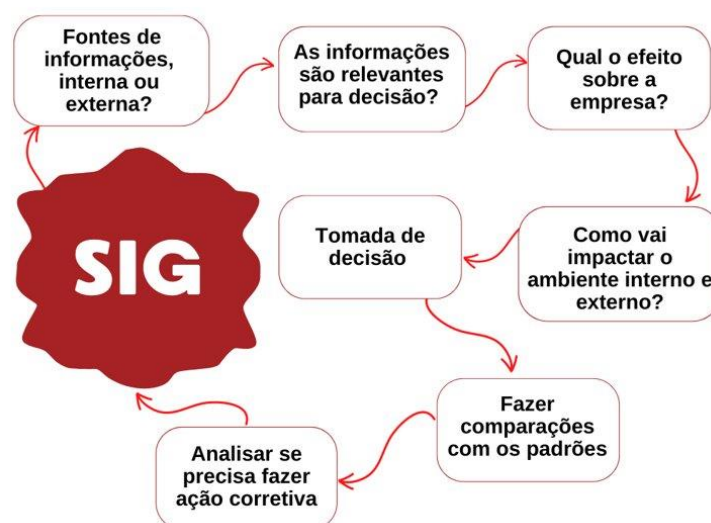 Fontes de
informações,
interna ou
externa?
As informações
são relevantes
para decisão?
Qual o efeito
sobre a
empresa?
Como vai
impactar o
ambiente interno e
externo?
Tomada de
decisão
SIG
Fazer
comparações
com os padrões
Analisar se
precisa fazer
ação corretiva